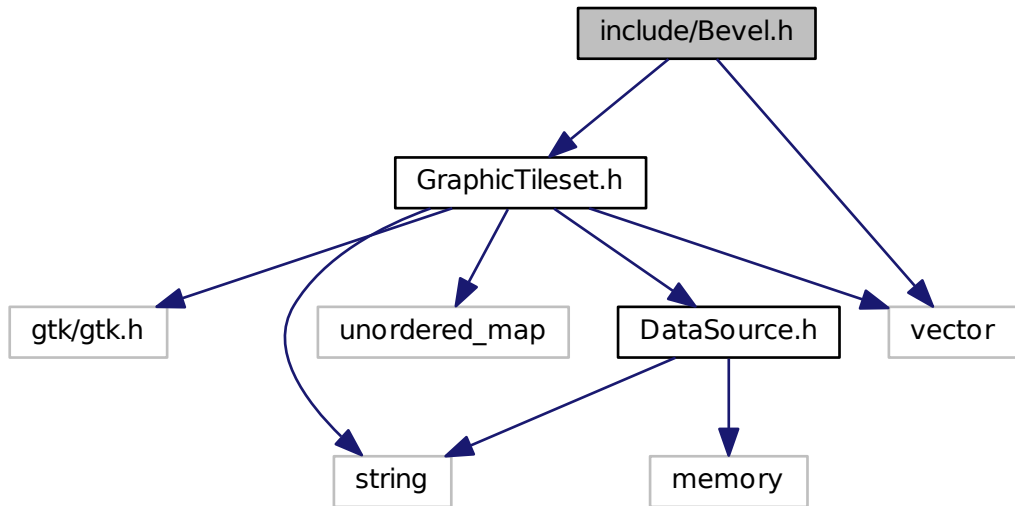 include/Bevel.h
GraphicTileset.h
gtk/gtk.h
unordered_map
DataSource.h
vector
string
memory